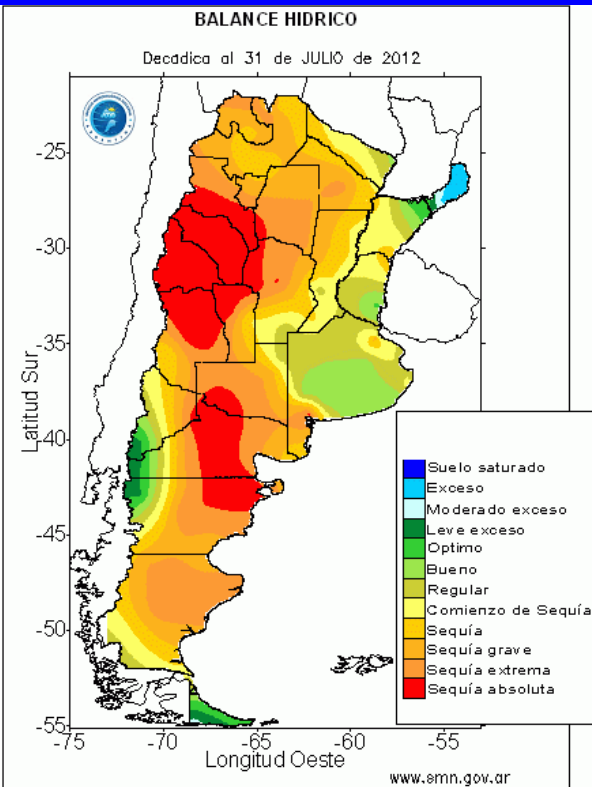 BALANCE HIDRICO
Decádica al 31 de JULIO de 2012
-25
-30
-35
-40
-45
-50
-55
Latitud Sur
Suelo saturado
Exceso
Moderado exceso
Leve exceso
Optimo
Bueno
Regular
Comienzo de Sequía
Sequía
Sequía grave
Sequía extrema
Sequía absoluta
-75 -70 -65 -60 -55
Longitud Oeste
www.smn.gov.ar